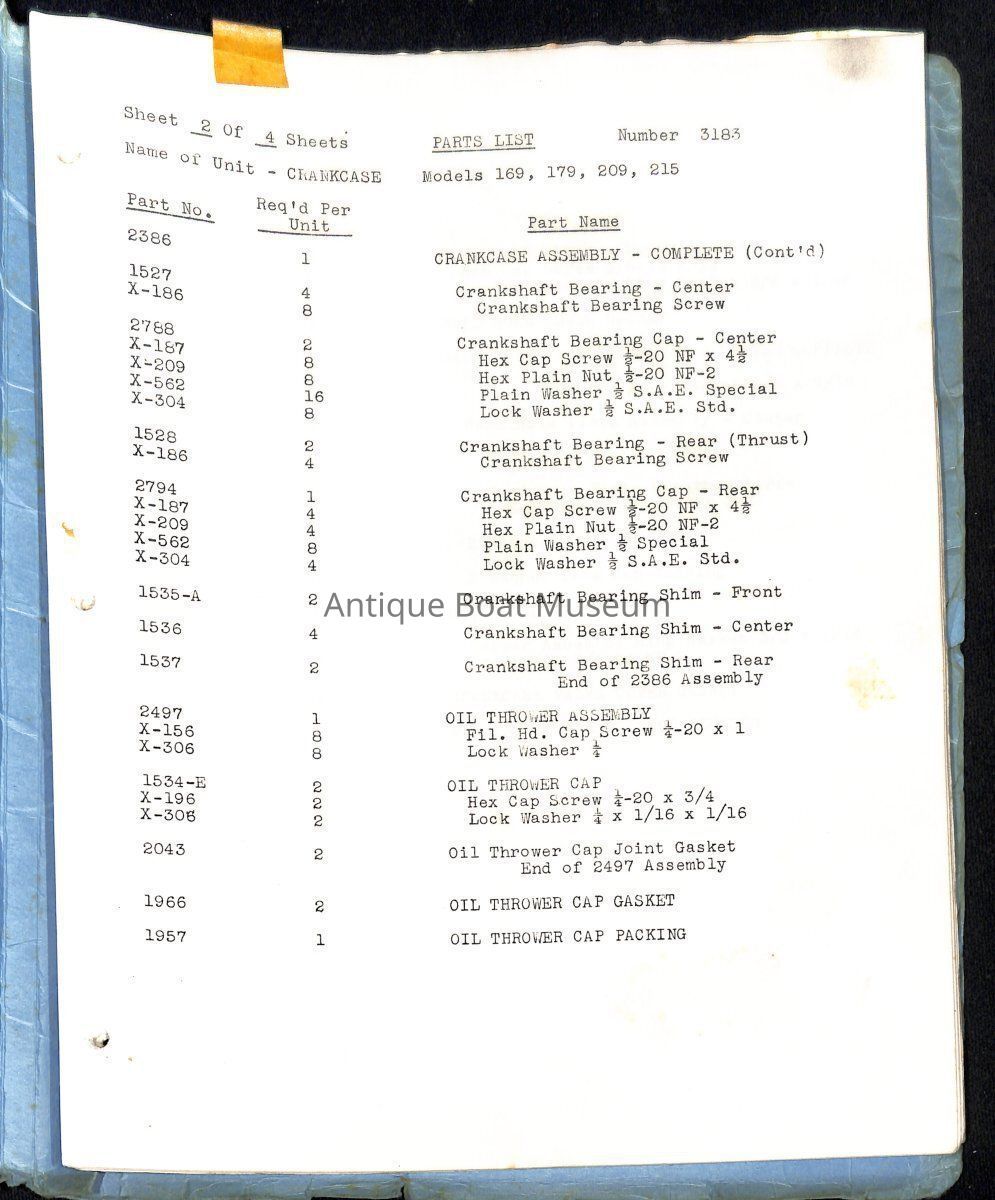 Sheet 2 Of 4 Sheets PARTS LIST Number 3183
Name of Unit - CRANKCASE Models 169, 179, 209, 215
Part No. Req'd Per Unit Part Name
2386 1 CRANKCASE ASSEMBLY - COMPLETE (Cont'd)
1527 4 Crankshaft Bearing - Center
X-186 8 Crankshaft Bearing Screw
2788 2 Crankshaft Bearing Cap - Center
X-187 8 Hex Cap Screw ½-20 NF x 4½
X-209 8 Hex Plain Nut ½-20 NF-2
X-562 16 Plain Washer ½ S.A.E. Special
X-304 8 Lock Washer ½ S.A.E. Std.
1528 2 Crankshaft Bearing - Rear (Thrust)
X-186 4 Crankshaft Bearing Screw
2794 1 Crankshaft Bearing Cap - Rear
X-187 4 Hex Cap Screw ½-20 NF x 4½
X-209 4 Hex Plain Nut ½-20 NF-2
X-562 8 Plain Washer ½ Special
X-304 4 Lock Washer ½ S.A.E. Std.
1535-A 2 Crankshaft Bearing Shim - Front
Antique Boat Museum
1536 4 Crankshaft Bearing Shim - Center
1537 2 Crankshaft Bearing Shim - Rear
End of 2386 Assembly
2497 1 OIL THROWER ASSEMBLY
X-156 8 Fil. Hd. Cap Screw ¼-20 x 1
X-306 8 Lock Washer ¼
1534-E 2 OIL THROWER CAP
X-196 2 Hex Cap Screw ¼-20 x 3/4
X-306 2 Lock Washer ¼ x 1/16 x 1/16
2043 2 Oil Thrower Cap Joint Gasket
End of 2497 Assembly
1966 2 OIL THROWER CAP GASKET
1957 1 OIL THROWER CAP PACKING